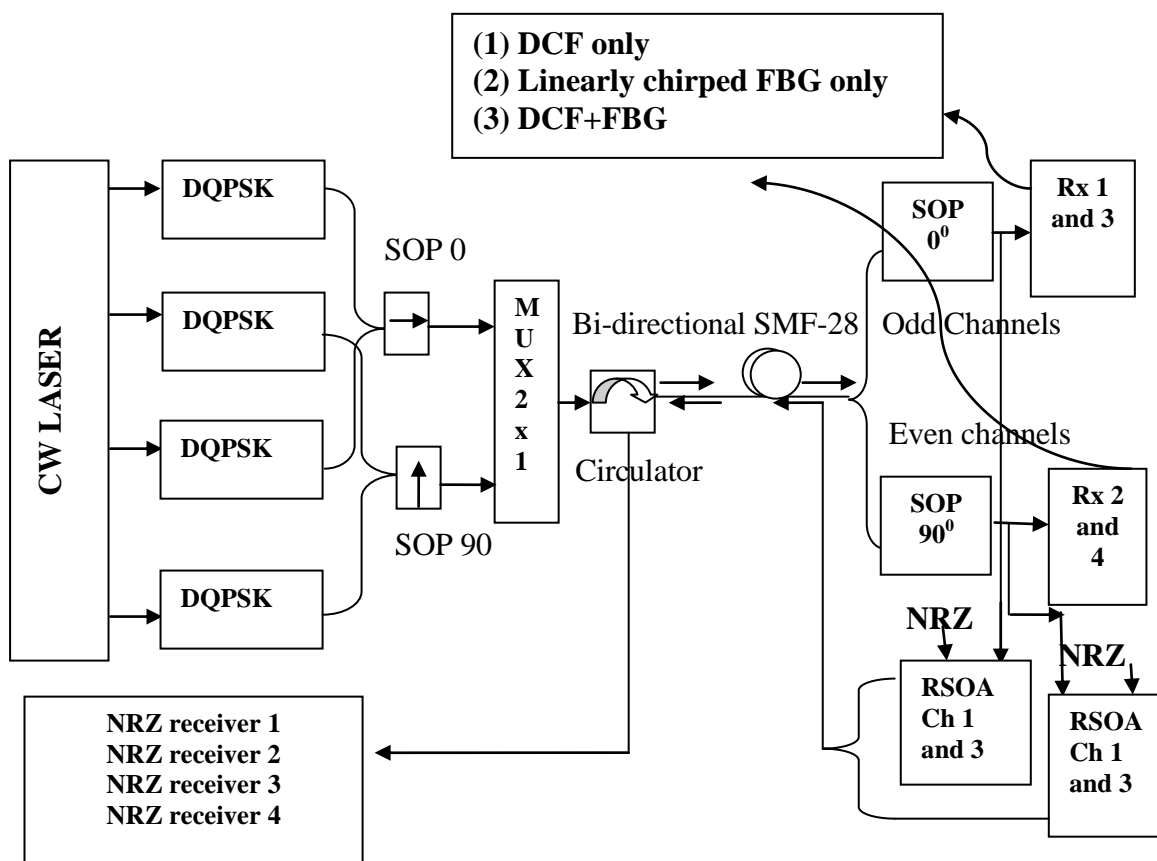 (1) DCF only
(2) Linearly chirped FBG only
(3) DCF+FBG
CW LASER
DQPSK
DQPSK
DQPSK
DQPSK
SOP 0
SOP 90
M
U
X
2
x
1
Bi-directional SMF-28
Circulator
Odd Channels
Even channels
SOP
0⁰
Rx 1
and 3
SOP
90⁰
Rx 2
and
4
NRZ
NRZ
RSOA
Ch 1
and 3
RSOA
Ch 1
and 3
NRZ receiver 1
NRZ receiver 2
NRZ receiver 3
NRZ receiver 4